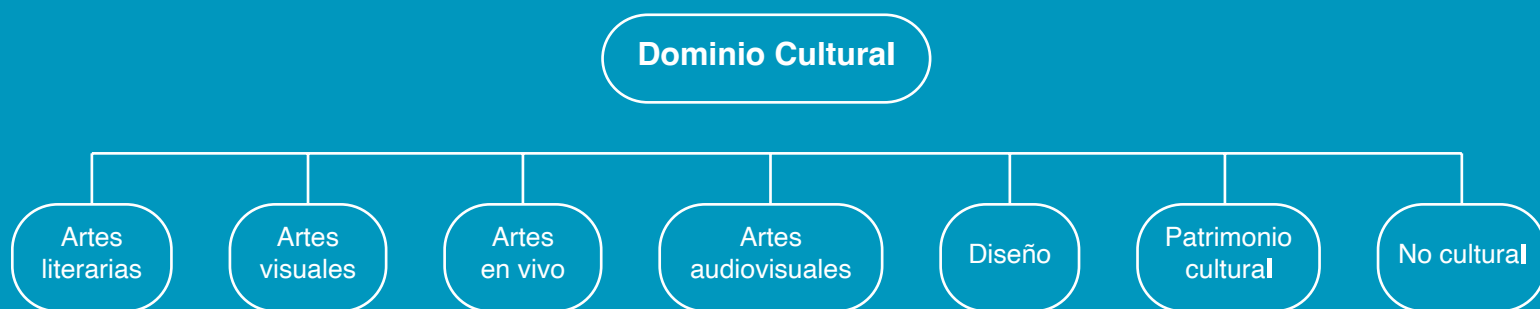 Dominio Cultural
Artes
literarias
Artes
visuales
Artes
en vivo
Artes
audiovisuales
Diseño
Patrimonio
cultural
No cultural